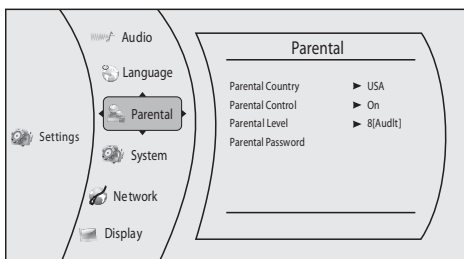 Settings
Audio
Language
Parental
System
Network
Display
Parental
Parental Country ► USA
Parental Control ► On
Parental Level ► 8[Audlt]
Parental Password